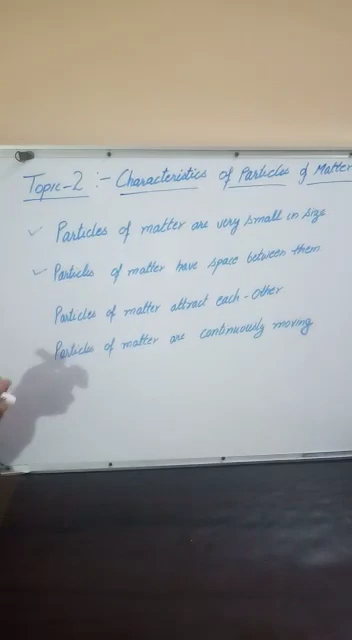 Topic-2 :- Characteristics of Particles of Matter
✓ Particles of matter are very small in size
✓ Particles of matter have space between them
Particles of matter attract each-other
Particles of matter are continuously moving